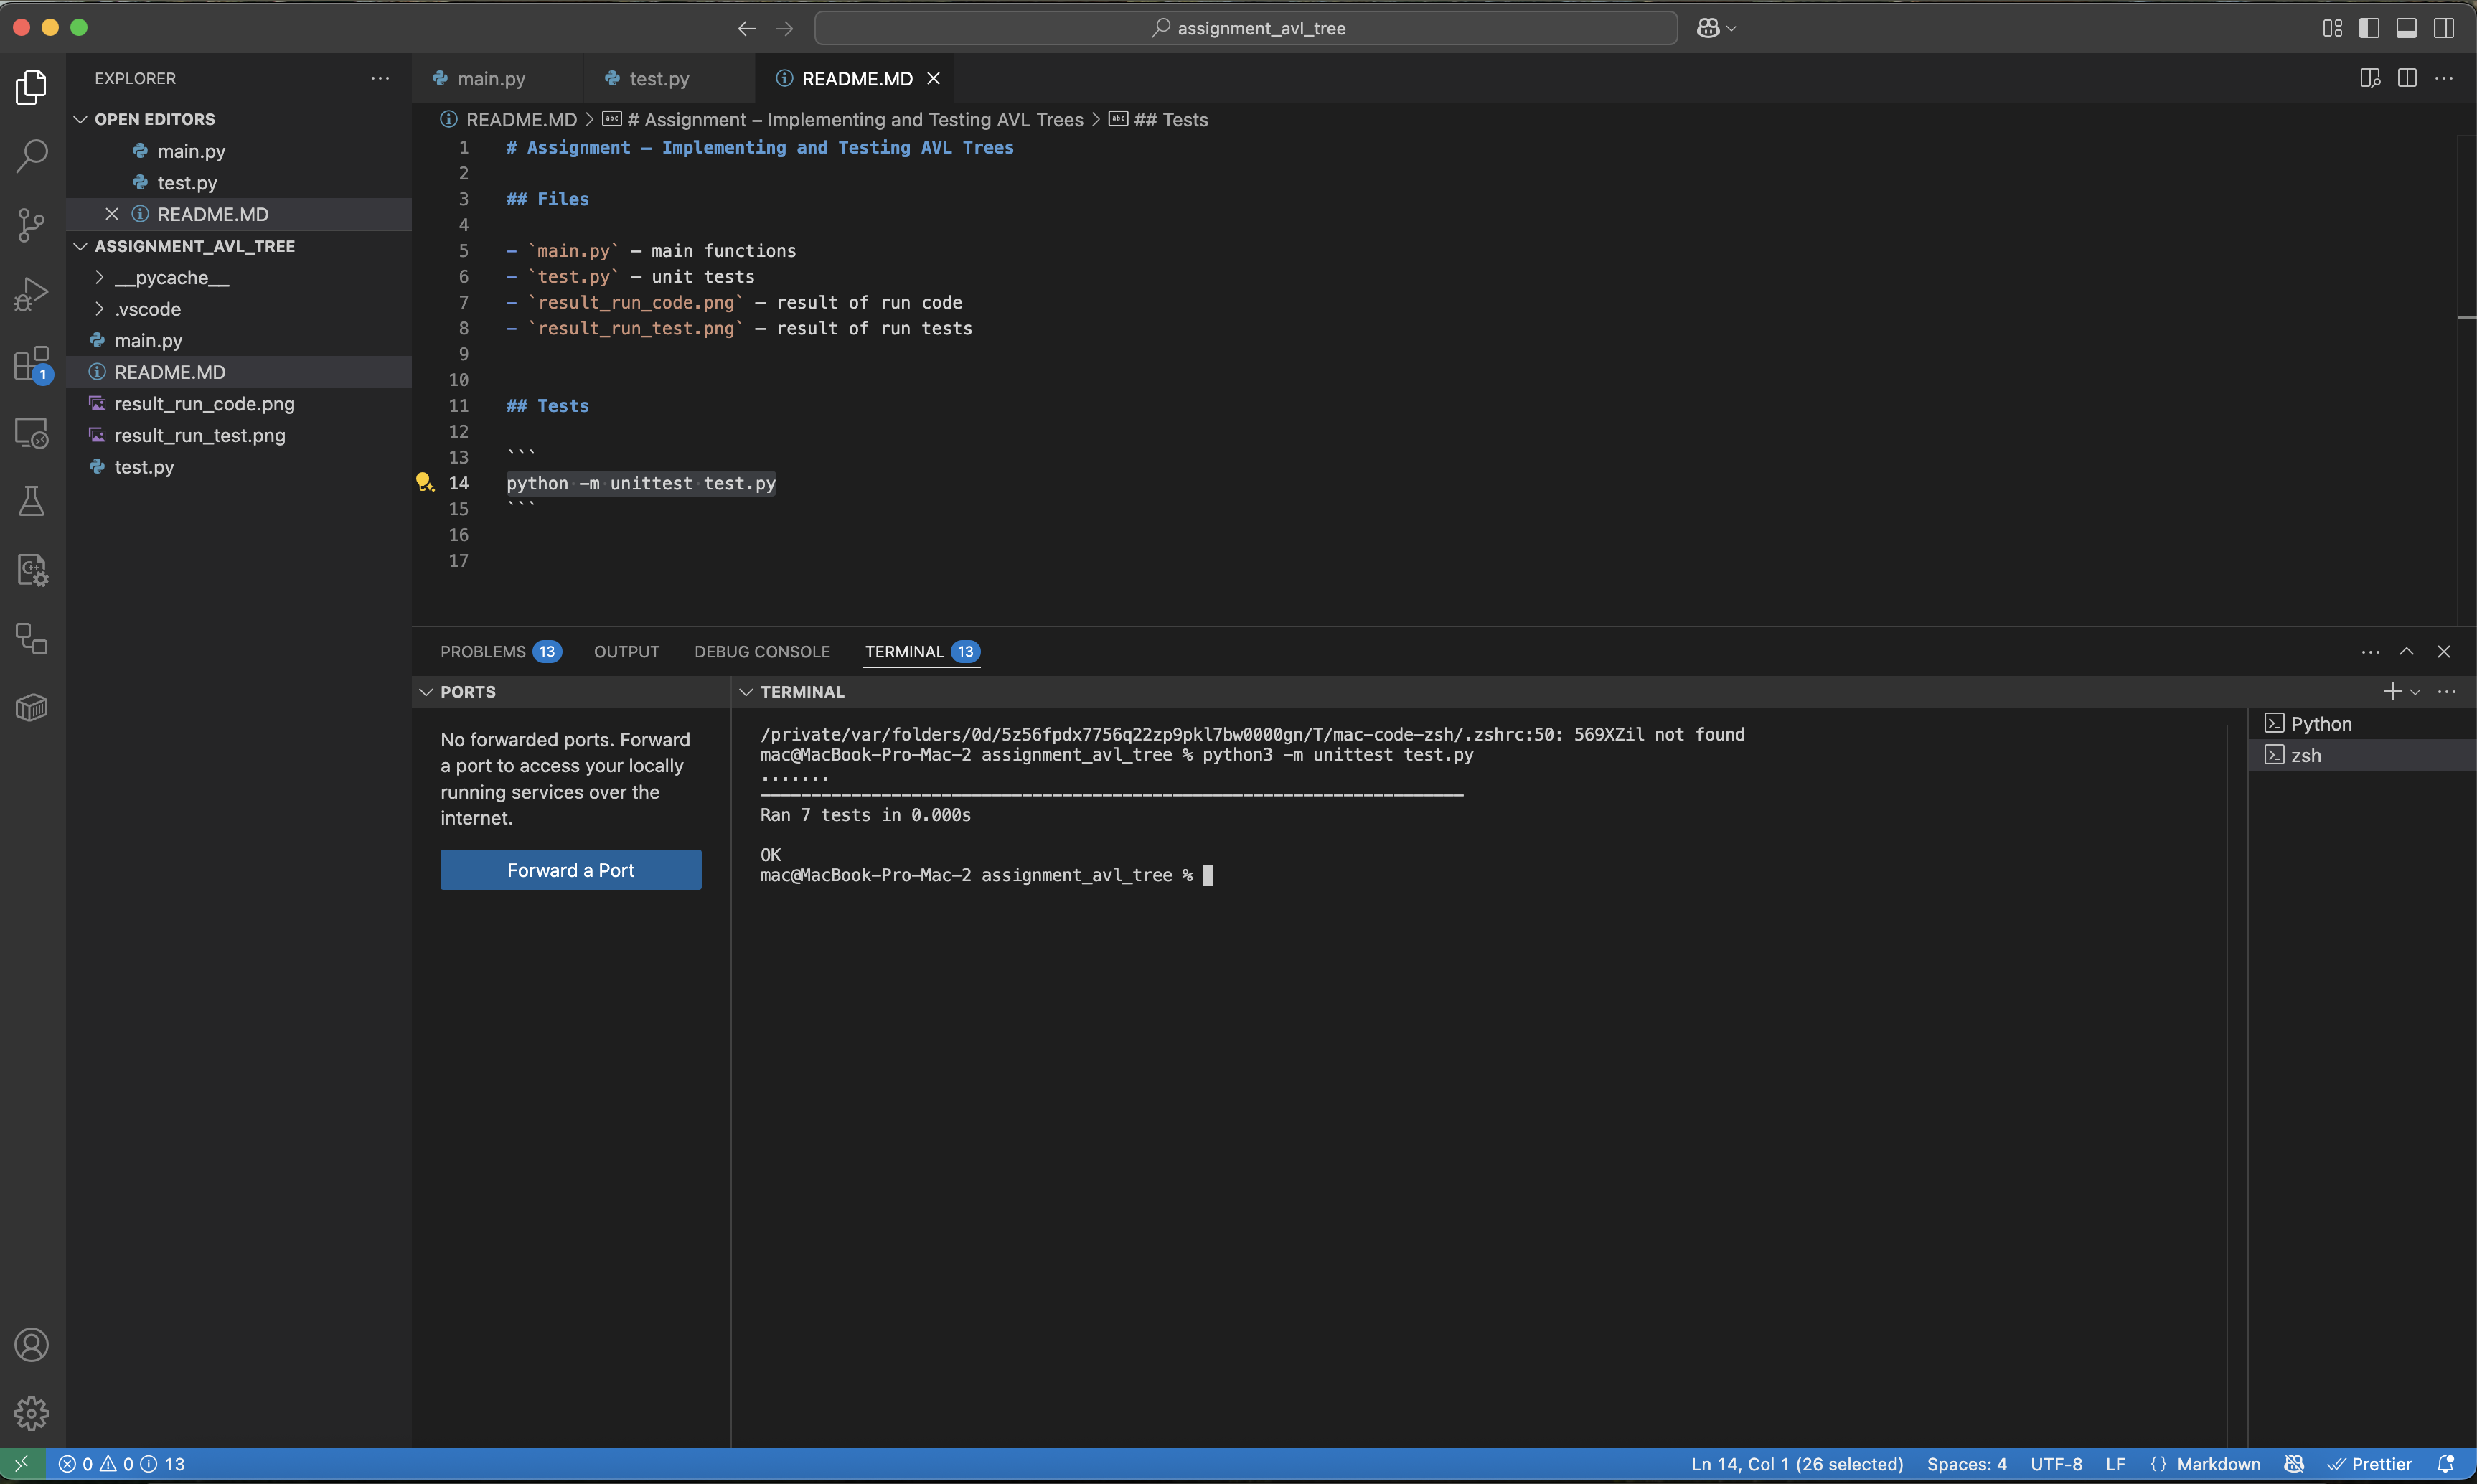 assignment_avl_tree
EXPLORER
OPEN EDITORS
main.py
test.py
README.MD
ASSIGNMENT_AVL_TREE
__pycache__
.vscode
main.py
README.MD
result_run_code.png
result_run_test.png
test.py
1
main.py
test.py
README.MD
README.MD > # Assignment – Implementing and Testing AVL Trees > ## Tests
1 # Assignment – Implementing and Testing AVL Trees
2
3 ## Files
4
5 - `main.py` – main functions
6 - `test.py` – unit tests
7 - `result_run_code.png` – result of run code
8 - `result_run_test.png` – result of run tests
9
10
11 ## Tests
12
13 ```
14 python -m unittest test.py
15 ```
16
17
PROBLEMS 13 OUTPUT DEBUG CONSOLE TERMINAL 13
PORTS
No forwarded ports. Forward
a port to access your locally
running services over the
internet.
Forward a Port
TERMINAL
/private/var/folders/0d/5z56fpdx7756q22zp9pkl7bw0000gn/T/mac-code-zsh/.zshrc:50: 569XZil not found
mac@MacBook-Pro-Mac-2 assignment_avl_tree % python3 -m unittest test.py
.......
----------------------------------------------------------------------
Ran 7 tests in 0.000s
OK
mac@MacBook-Pro-Mac-2 assignment_avl_tree %
Python
zsh
0 0 13
Ln 14, Col 1 (26 selected) Spaces: 4 UTF-8 LF {} Markdown Prettier